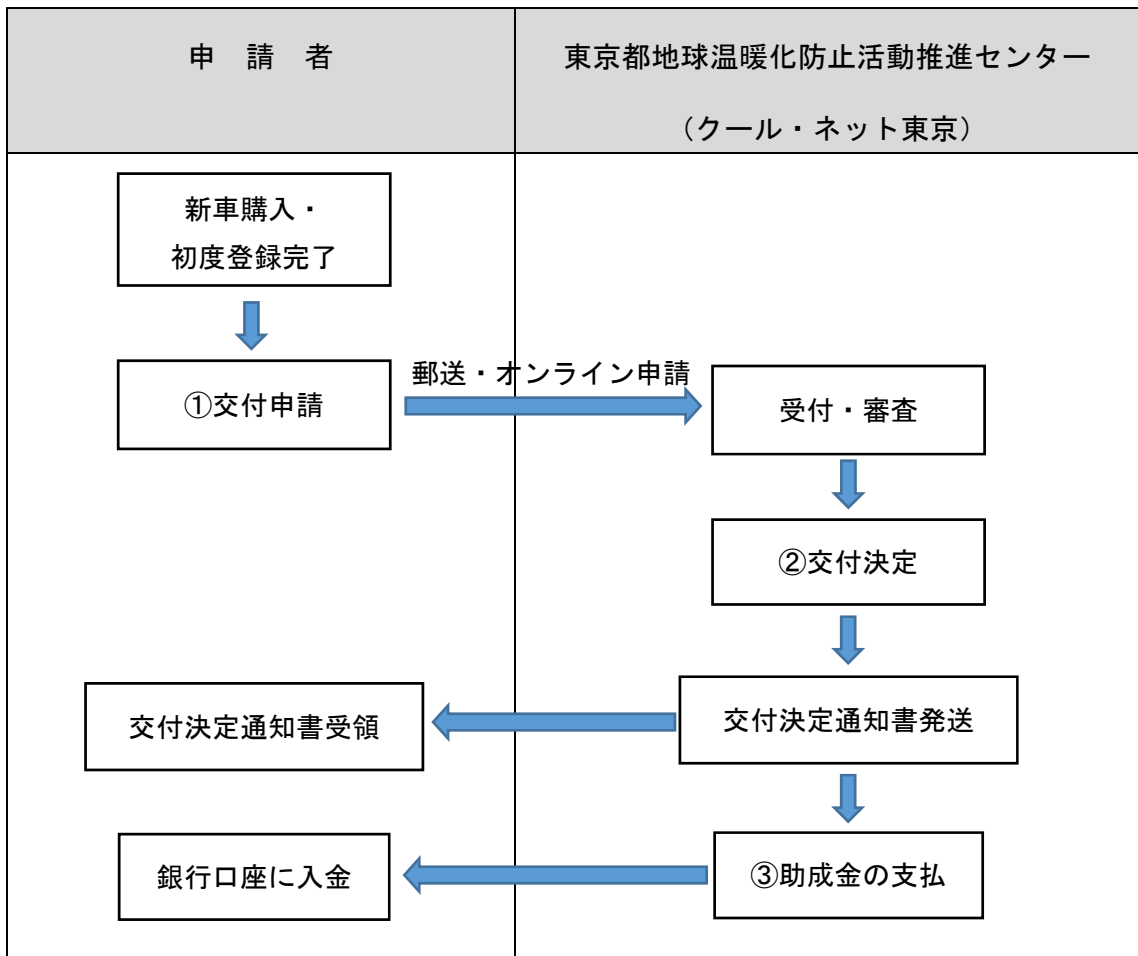 申　請　者
東京都地球温暖化防止活動推進センター
（クール・ネット東京）
新車購入・
初度登録完了
①交付申請
郵送・オンライン申請
受付・審査
②交付決定
交付決定通知書受領
交付決定通知書発送
銀行口座に入金
③助成金の支払